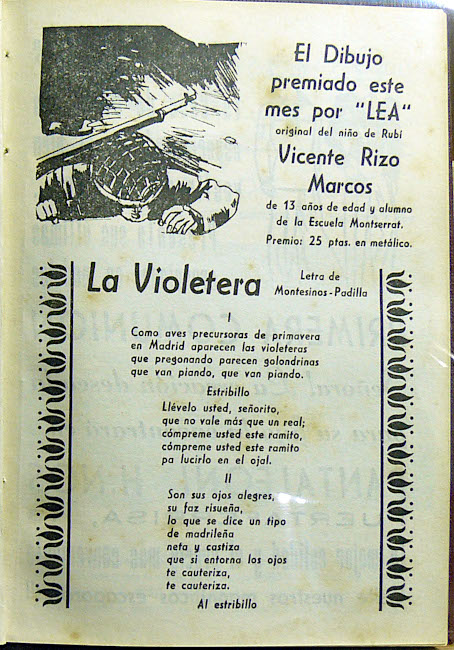 El Dibujo
premiado este
mes por "LEA"
original del niño de Rubí
Vicente Rizo
Marcos
de 13 años de edad y alumno
de la Escuela Montserrat.
Premio: 25 ptas. en metálico.
La Violetera
Letra de
Montesinos-Padilla
I
Como aves precursoras de primavera
en Madrid aparecen las violeteras
que pregonando parecen golondrinas
que van piando, que van piando.
Estribillo
Llévelo usted, señorito,
que no vale más que un real;
cómpreme usted este ramito,
cómpreme usted este ramito
pa lucirlo en el ojal.
II
Son sus ojos alegres,
su faz risueña,
lo que se dice un tipo
de madrileña
neta y castiza
que si entorna los ojos
te cauteriza,
te cauteriza.
Al estribillo